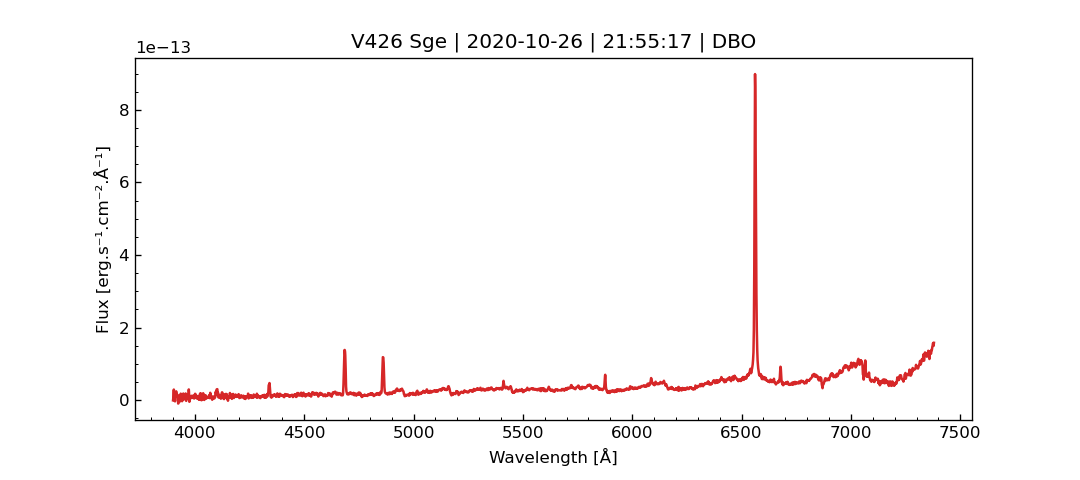 V426 Sge | 2020-10-26 | 21:55:17 | DBO
1e−13
8
6
4
2
0
Flux [erg.s⁻¹.cm⁻².Å⁻¹]
4000 4500 5000 5500 6000 6500 7000 7500
Wavelength [Å]